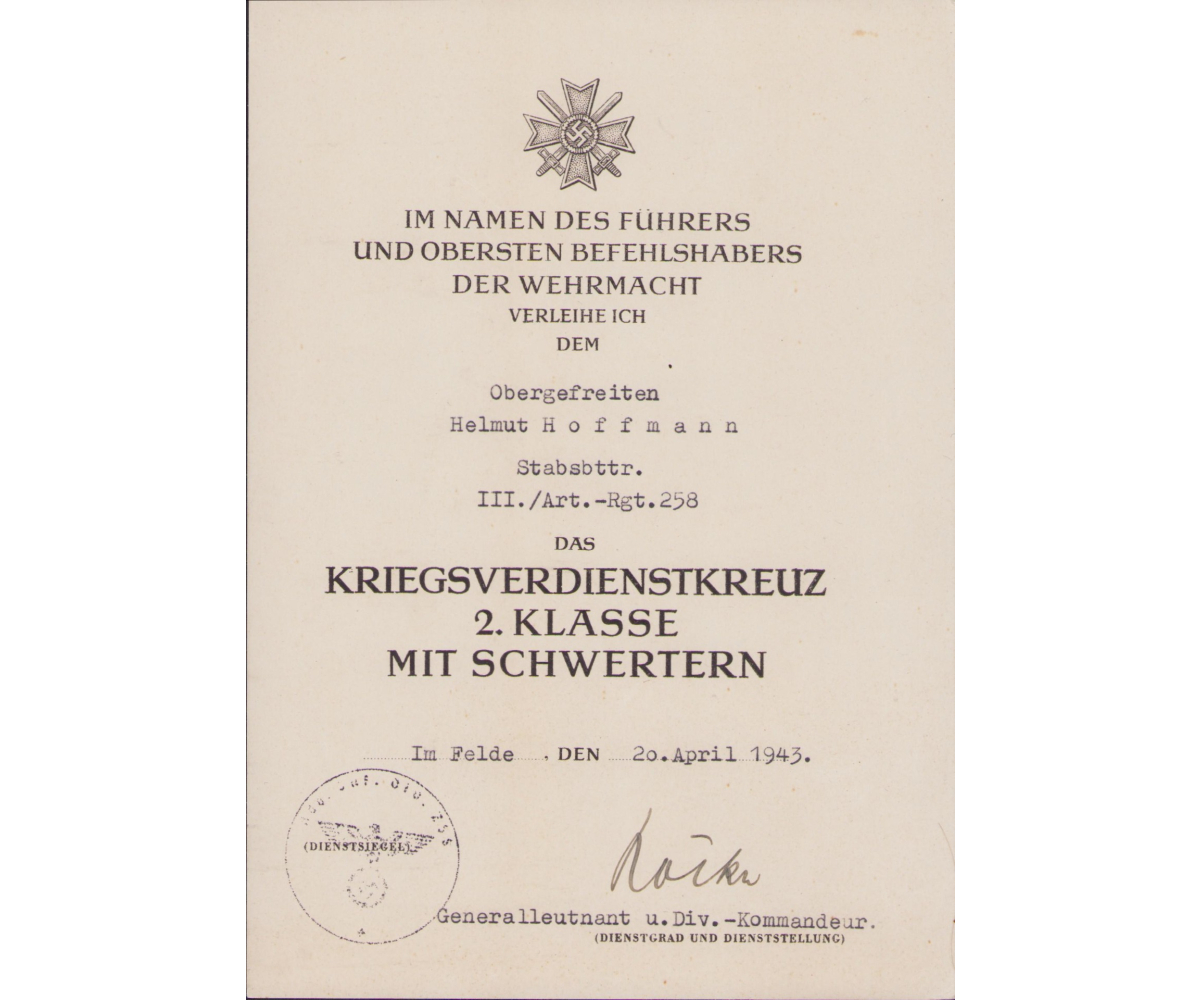 IM NAMEN DES FÜHRERS
UND OBERSTEN BEFEHLSHABERS
DER WEHRMACHT
VERLEIHE ICH
DEM
Obergefreiten
Helmut H o f f m a n n
Stabsbttr.
III./Art.-Rgt.258
DAS
KRIEGSVERDIENSTKREUZ
2. KLASSE
MIT SCHWERTERN
Im Felde , DEN 2o.April 1943.
(DIENSTSIEGEL)
Generalleutnant u.Div.-Kommandeur.
(DIENSTGRAD UND DIENSTSTELLUNG)